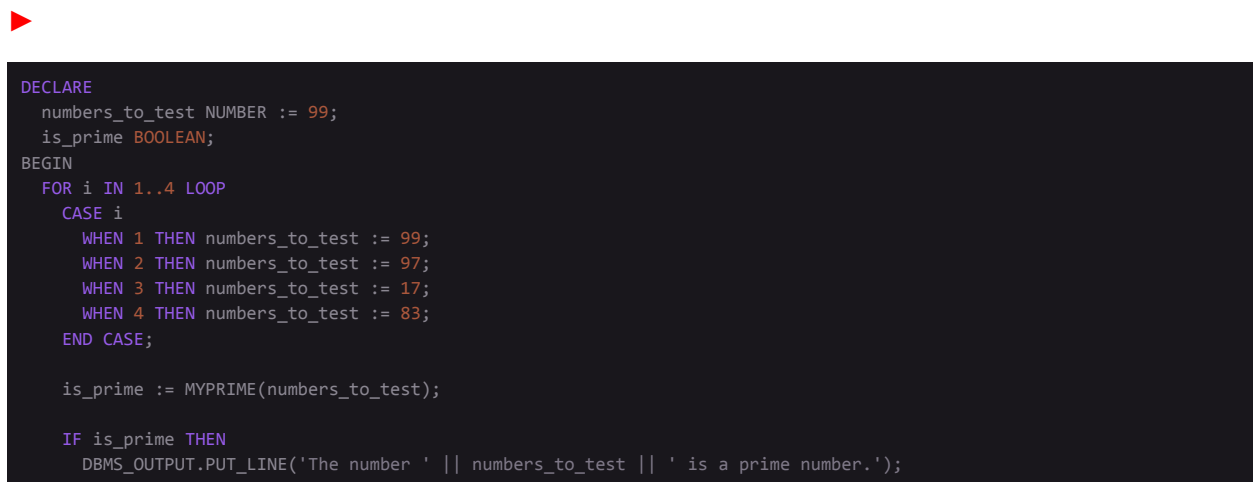 DECLARE
numbers_to_test NUMBER := 99;
is_prime BOOLEAN;
BEGIN
FOR i IN 1..4 LOOP
CASE i
WHEN 1 THEN numbers_to_test := 99;
WHEN 2 THEN numbers_to_test := 97;
WHEN 3 THEN numbers_to_test := 17;
WHEN 4 THEN numbers_to_test := 83;
END CASE;
is_prime := MYPRIME(numbers_to_test);
IF is_prime THEN
DBMS_OUTPUT.PUT_LINE('The number ' || numbers_to_test || ' is a prime number.');